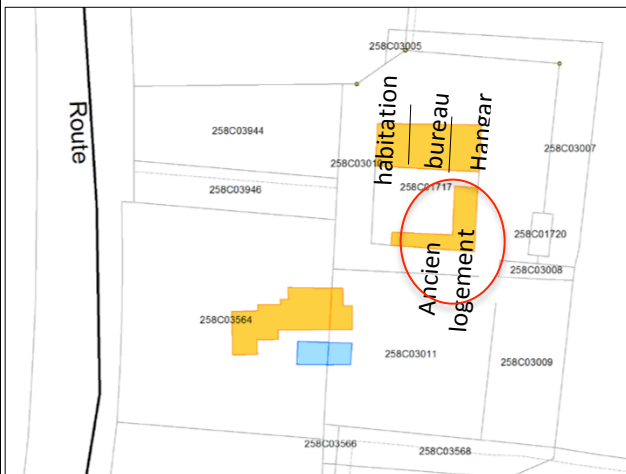 258C03005
Route
258C03944
habitation
bureau
Hangar
258C03007
258C03010
258C01717
258C03946
258C01720
Ancien
logement
258C03008
258C03564
258C03011
258C03009
258C03566
258C03568